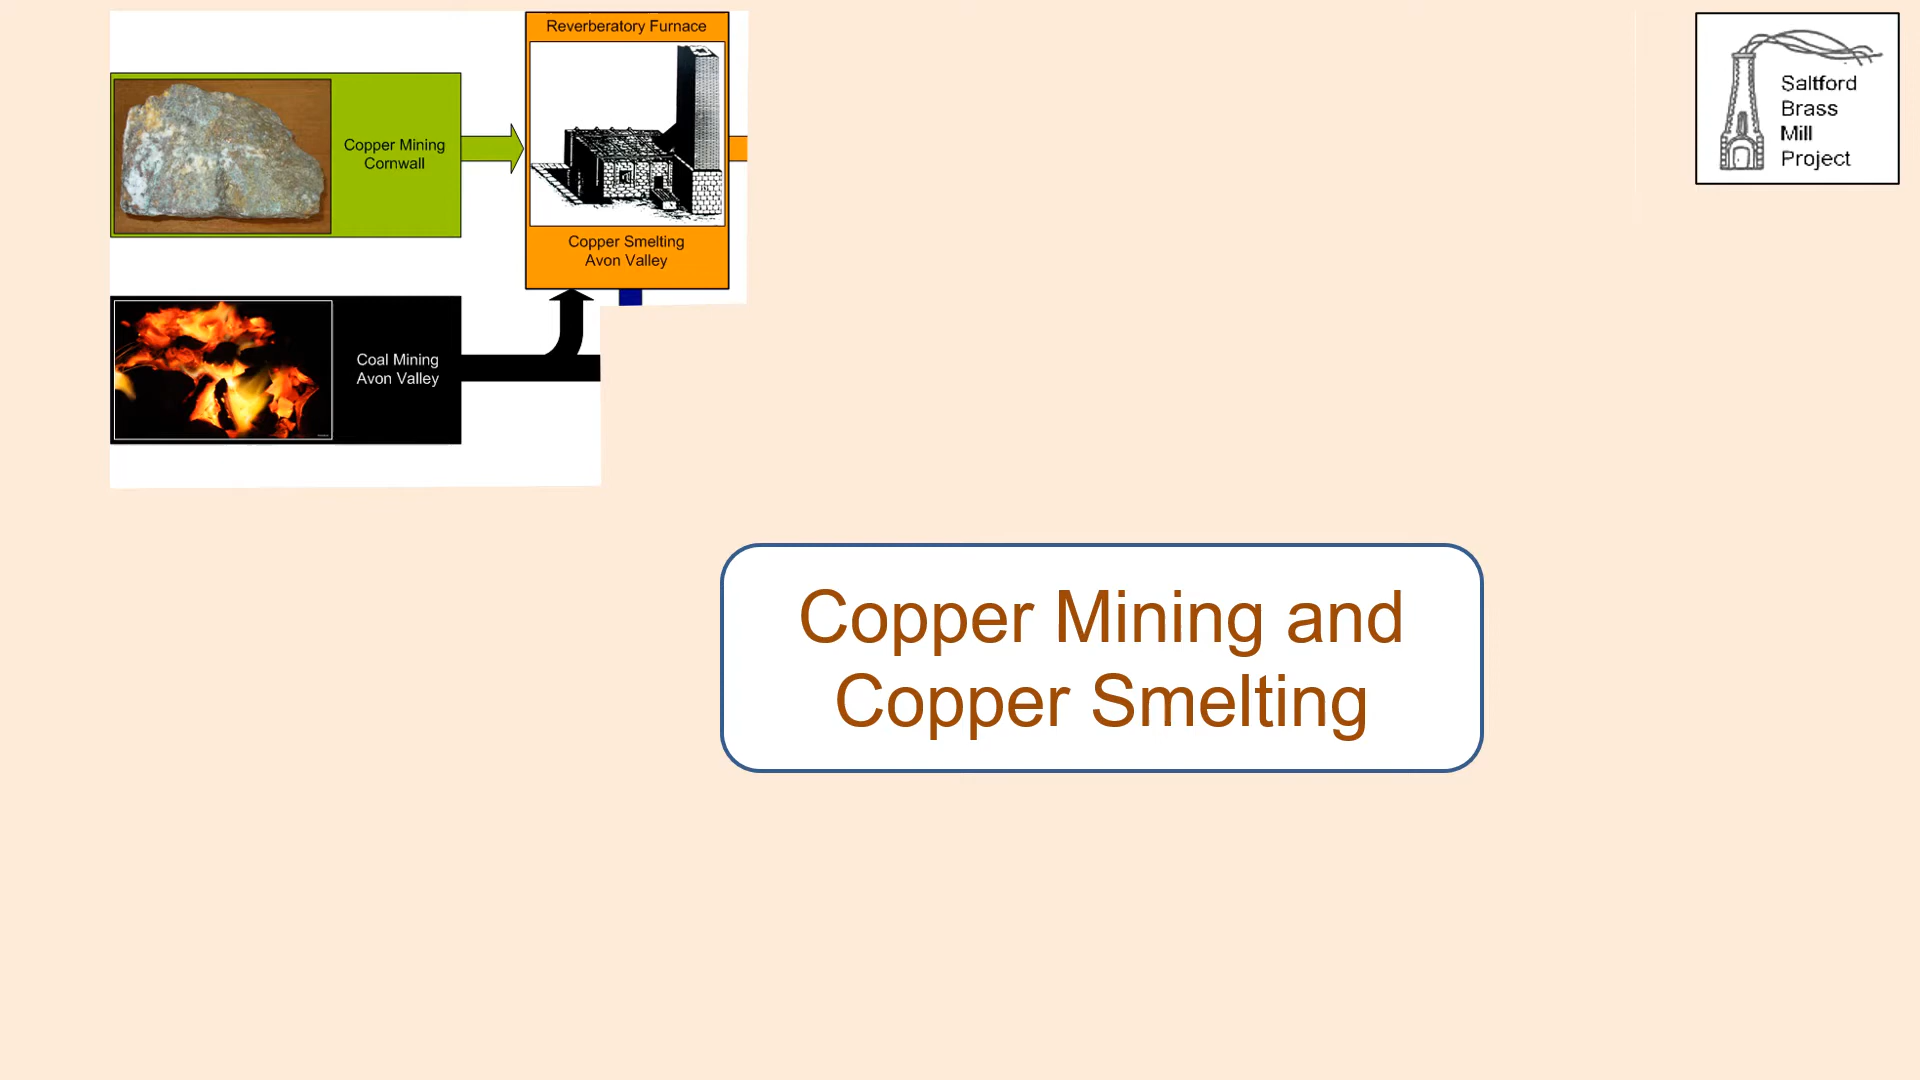 Reverberatory Furnace
Copper Mining
Cornwall
Copper Smelting
Avon Valley
Coal Mining
Avon Valley
Saltford
Brass
Mill
Project
Copper Mining and
Copper Smelting